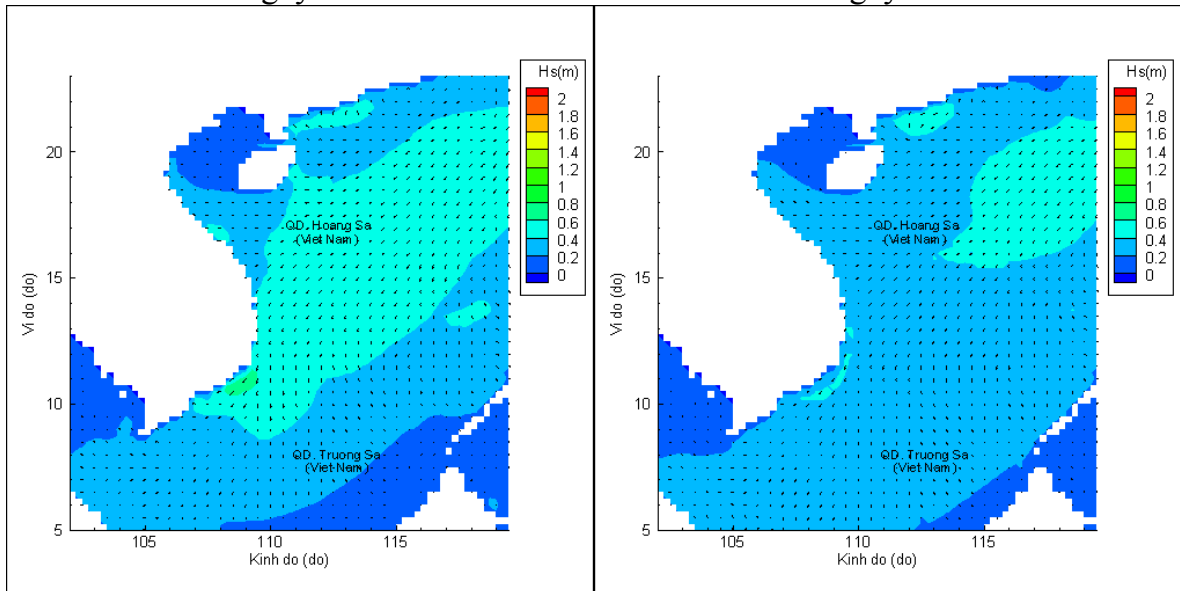 Hs(m)
2
1.8
1.6
1.4
1.2
1
0.8
0.6
0.4
0.2
0
20
15
10
5
Vi do (do)
QD. Hoang Sa
(Viet Nam)
QD. Truong Sa
(Viet Nam)
105
110
115
Kinh do (do)
Hs(m)
2
1.8
1.6
1.4
1.2
1
0.8
0.6
0.4
0.2
0
20
15
10
5
Vi do (do)
QD. Hoang Sa
(Viet Nam)
QD. Truong Sa
(Viet Nam)
105
110
115
Kinh do (do)